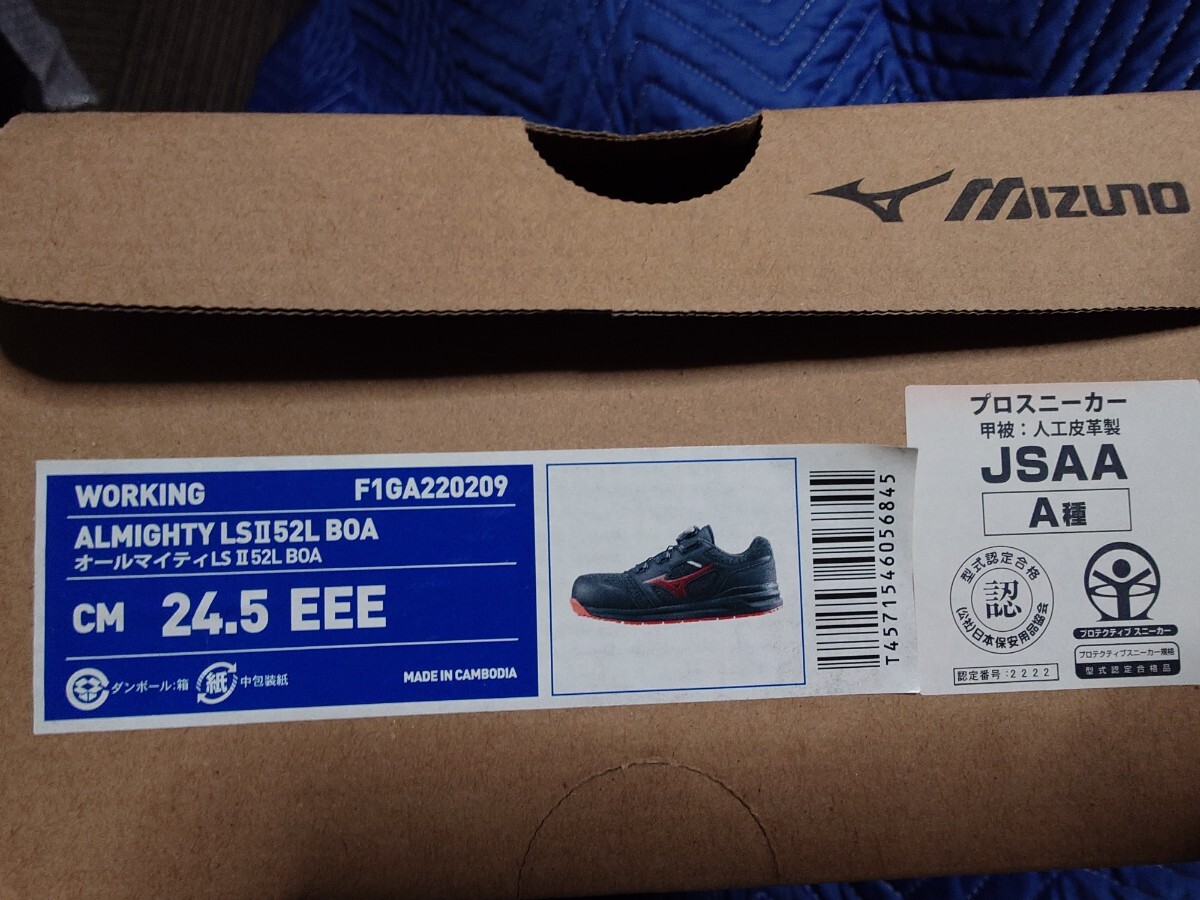 MIZUNO
WORKING F1GA220209
ALMIGHTY LSⅡ52L BOA
オールマイティLS Ⅱ 52L BOA
CM 24.5 EEE
ダンボール:箱 紙 中包装紙 MADE IN CAMBODIA
T4571546056845
プロスニーカー
甲被:人工皮革製
JSAA
A種
型式認定合格
認
(公社)日本保安用品協会
認定番号:2222
プロテクティブ スニーカー
プロテクティブスニーカー規格
型式認定合格品